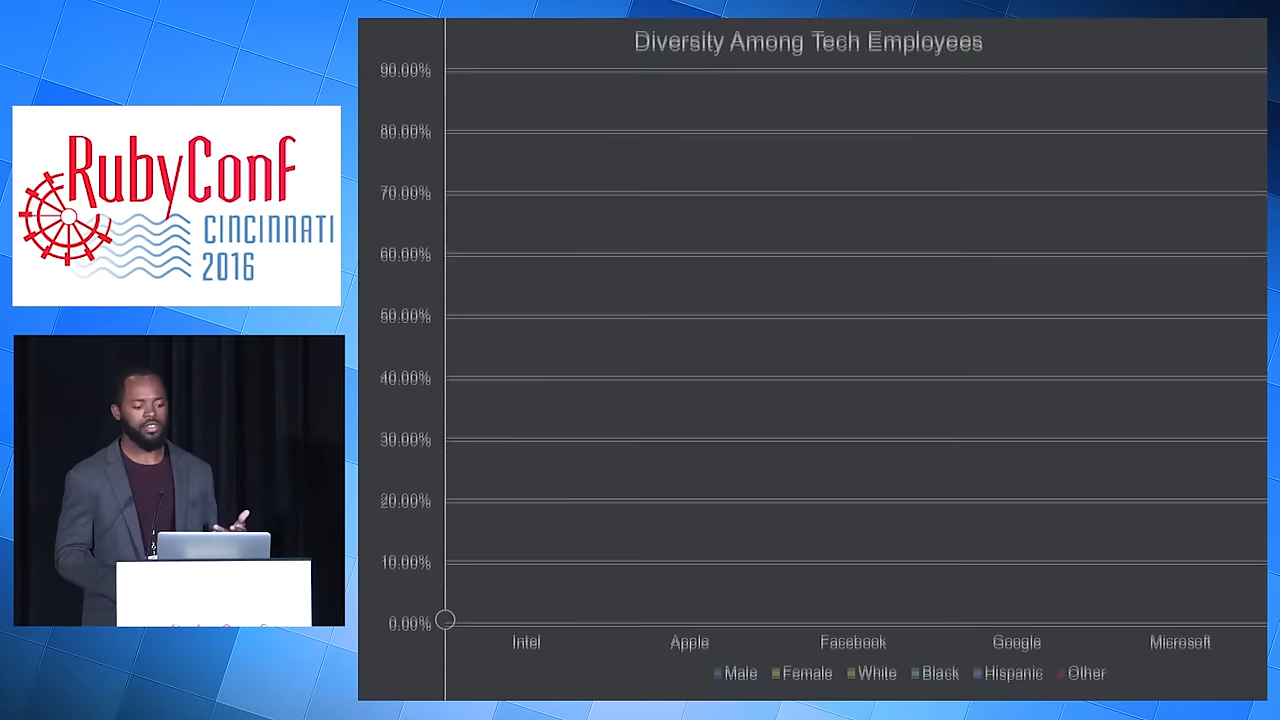 RubyConf
CINCINNATI
2016
Diversity Among Tech Employees
90.00%
80.00%
70.00%
60.00%
50.00%
40.00%
30.00%
20.00%
10.00%
0.00%
Intel Apple Facebook Google Microsoft
Male Female White Black Hispanic Other